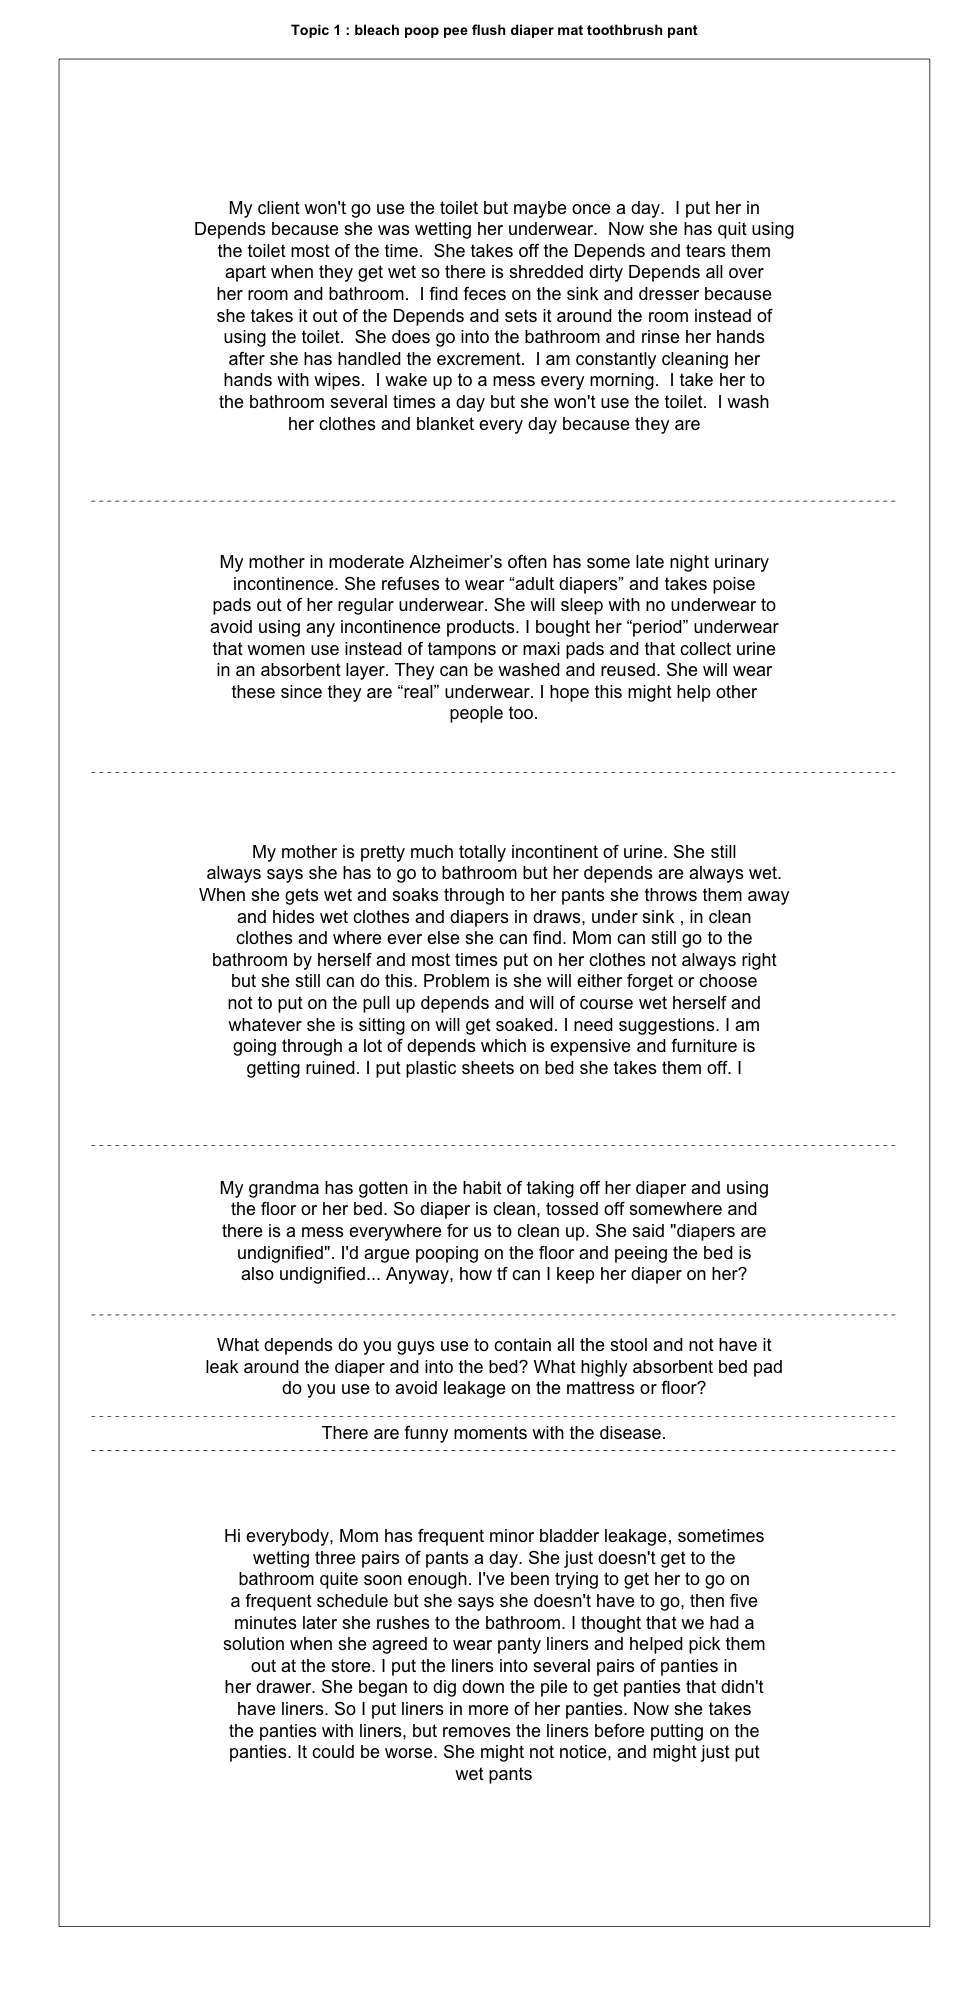 Topic 1 : bleach poop pee flush diaper mat toothbrush pant
My client won't go use the toilet but maybe once a day.  I put her in
Depends because she was wetting her underwear.  Now she has quit using
the toilet most of the time.  She takes off the Depends and tears them
apart when they get wet so there is shredded dirty Depends all over
her room and bathroom.  I find feces on the sink and dresser because
she takes it out of the Depends and sets it around the room instead of
using the toilet.  She does go into the bathroom and rinse her hands
after she has handled the excrement.  I am constantly cleaning her
hands with wipes.  I wake up to a mess every morning.  I take her to
the bathroom several times a day but she won't use the toilet.  I wash
her clothes and blanket every day because they are
My mother in moderate Alzheimer’s often has some late night urinary
incontinence. She refuses to wear “adult diapers” and takes poise
pads out of her regular underwear. She will sleep with no underwear to
avoid using any incontinence products. I bought her “period” underwear
that women use instead of tampons or maxi pads and that collect urine
in an absorbent layer. They can be washed and reused. She will wear
these since they are “real” underwear. I hope this might help other
people too.
My mother is pretty much totally incontinent of urine. She still
always says she has to go to bathroom but her depends are always wet.
When she gets wet and soaks through to her pants she throws them away
and hides wet clothes and diapers in draws, under sink , in clean
clothes and where ever else she can find. Mom can still go to the
bathroom by herself and most times put on her clothes not always right
but she still can do this. Problem is she will either forget or choose
not to put on the pull up depends and will of course wet herself and
whatever she is sitting on will get soaked. I need suggestions. I am
going through a lot of depends which is expensive and furniture is
getting ruined. I put plastic sheets on bed she takes them off. I
My grandma has gotten in the habit of taking off her diaper and using
the floor or her bed. So diaper is clean, tossed off somewhere and
there is a mess everywhere for us to clean up. She said "diapers are
undignified". I'd argue pooping on the floor and peeing the bed is
also undignified... Anyway, how tf can I keep her diaper on her?
What depends do you guys use to contain all the stool and not have it
leak around the diaper and into the bed? What highly absorbent bed pad
do you use to avoid leakage on the mattress or floor?
There are funny moments with the disease.
Hi everybody, Mom has frequent minor bladder leakage, sometimes
wetting three pairs of pants a day. She just doesn't get to the
bathroom quite soon enough. I've been trying to get her to go on
a frequent schedule but she says she doesn't have to go, then five
minutes later she rushes to the bathroom. I thought that we had a
solution when she agreed to wear panty liners and helped pick them
out at the store. I put the liners into several pairs of panties in
her drawer. She began to dig down the pile to get panties that didn't
have liners. So I put liners in more of her panties. Now she takes
the panties with liners, but removes the liners before putting on the
panties. It could be worse. She might not notice, and might just put
wet pants